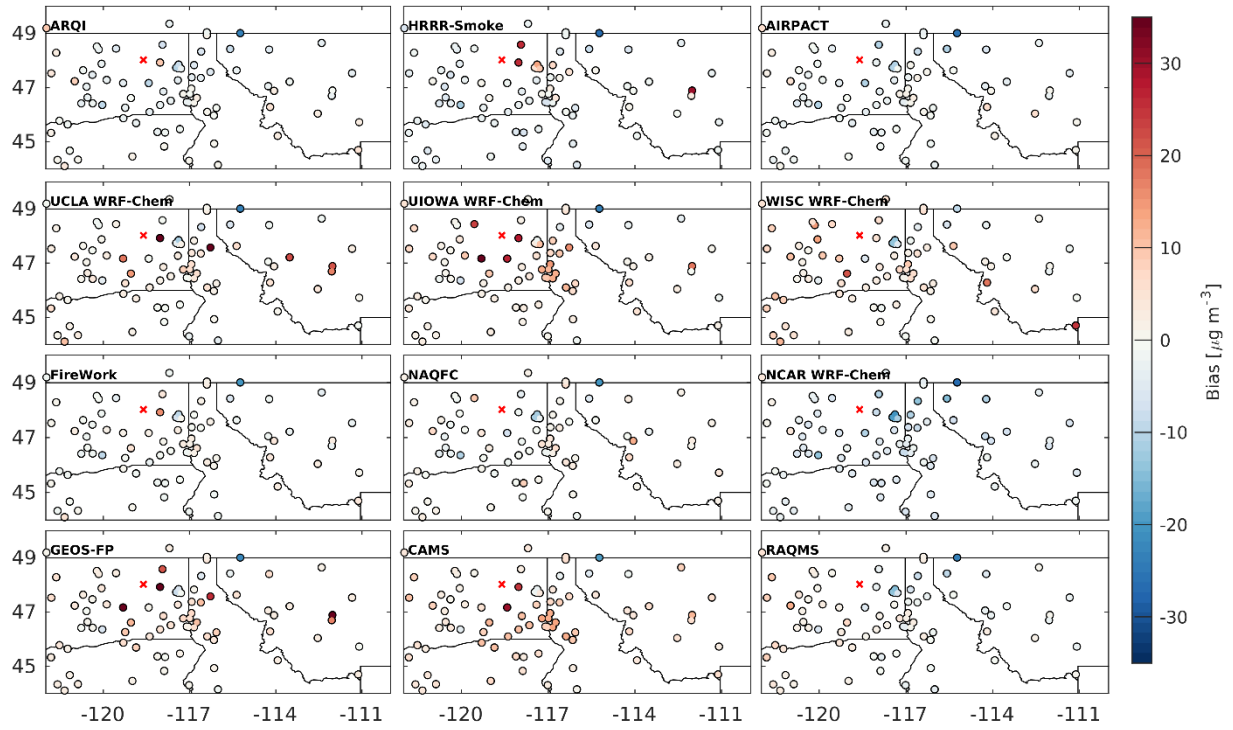 49 ARQI HRRR-Smoke AIRPACT
47
45
49 UCLA WRF-Chem UIOWA WRF-Chem WISC WRF-Chem
47
45
49 FireWork NAQFC NCAR WRF-Chem
47
45
49 GEOS-FP CAMS RAQMS
47
45
-120 -117 -114 -111 -120 -117 -114 -111 -120 -117 -114 -111
30
20
10
0
-10
-20
-30
Bias [μg m-3]